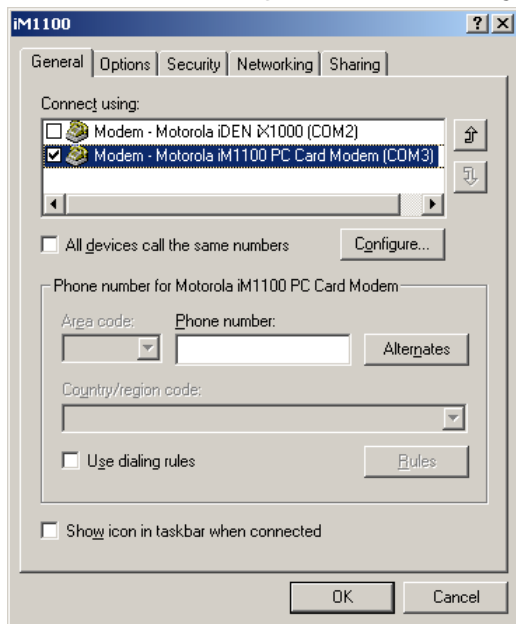 iM1100
General Options Security Networking Sharing
Connect using:
Modem - Motorola iDEN iX1000 (COM2)
Modem - Motorola iM1100 PC Card Modem (COM3)
All devices call the same numbers Configure...
Phone number for Motorola iM1100 PC Card Modem
Area code: Phone number:
Alternates
Country/region code:
Use dialing rules Rules
Show icon in taskbar when connected
OK Cancel